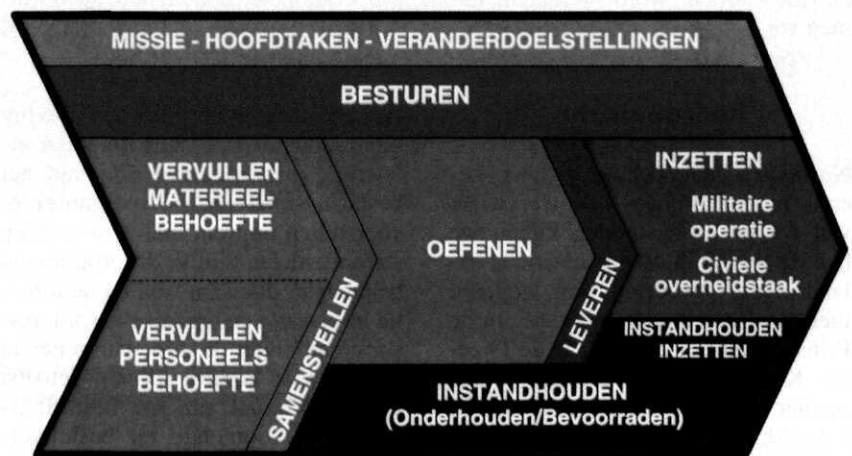 MISSIE - HOOFDTAKEN - VERANDERDOELSTELLINGEN
BESTUREN
VERVULLEN
MATERIEEL-
BEHOEFTE
VERVULLEN
PERSONEELS
BEHOEFTE
SAMENSTELLEN
OEFENEN
LEVEREN
INZETTEN
Militaire
operatie
Civiele
overheidstaak
INSTANDHOUDEN
INZETTEN
INSTANDHOUDEN
(Onderhouden/Bevoorraden)